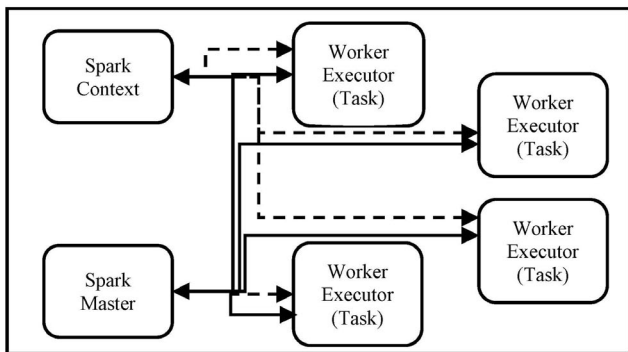 Spark
Context
Worker
Executor
(Task)
Worker
Executor
(Task)
Worker
Executor
(Task)
Spark
Master
Worker
Executor
(Task)